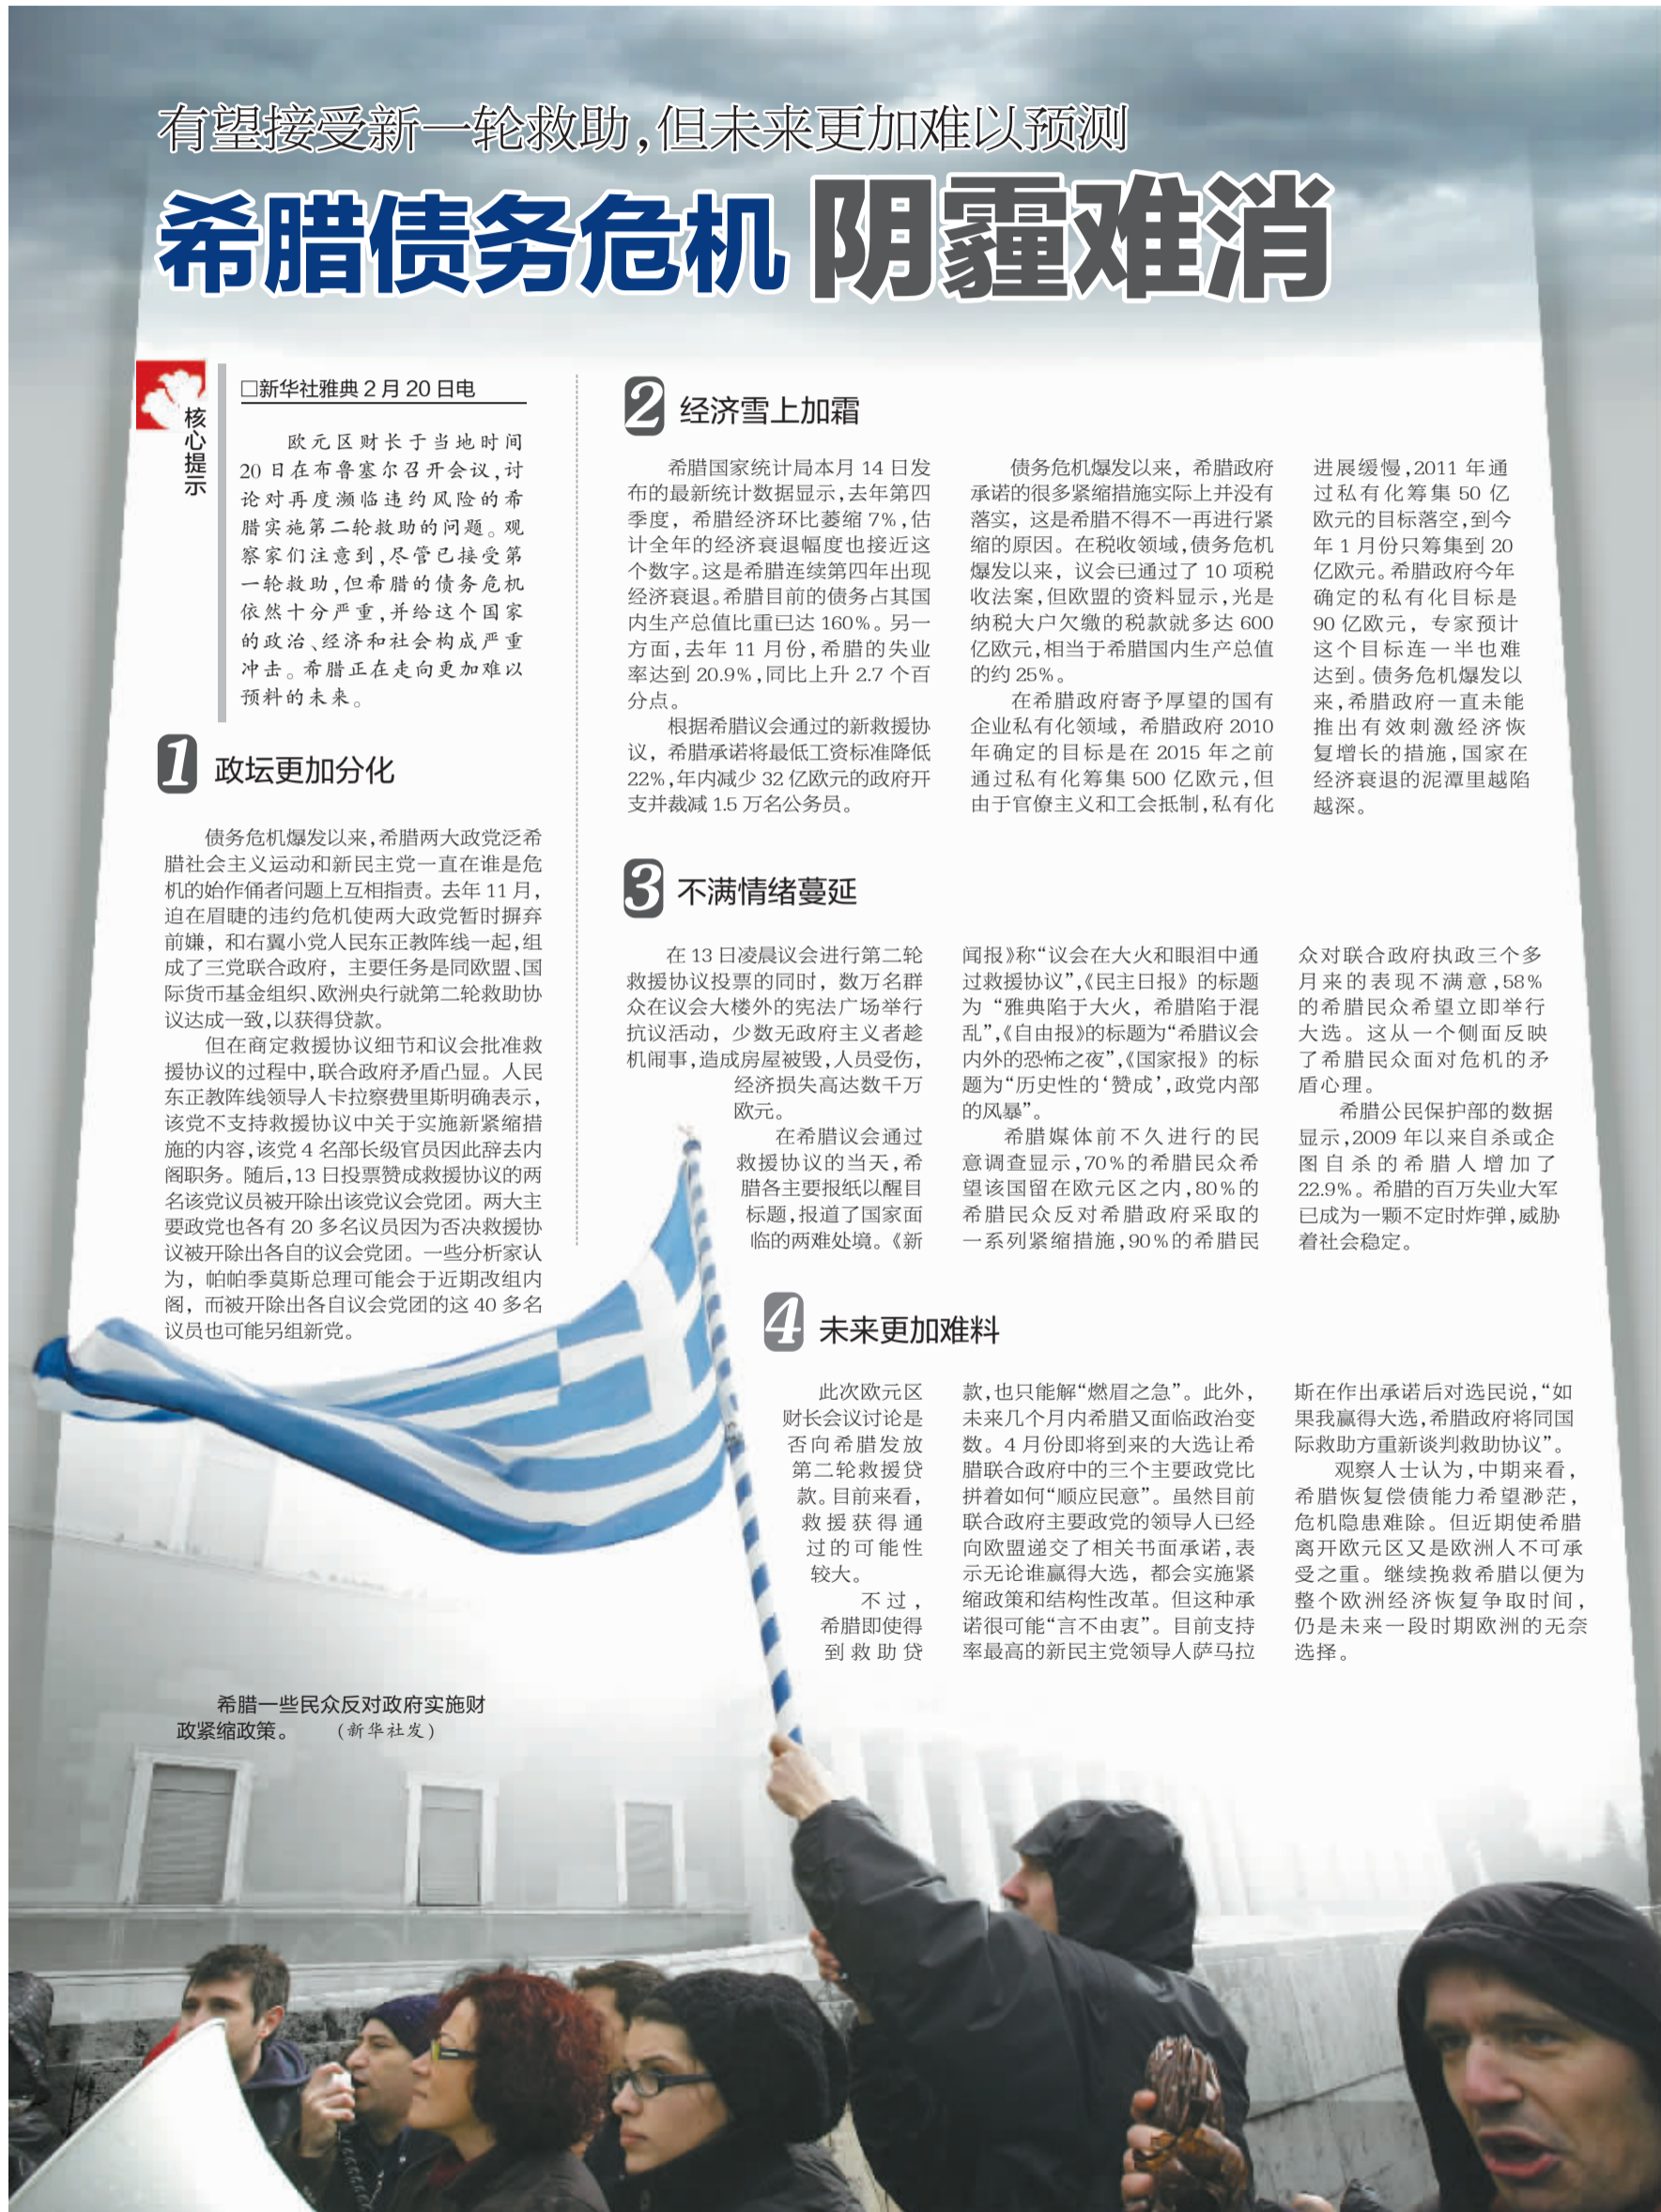 有望接受新一轮救助,但未来更加难以预测
希腊债务危机 阴霾难消
核心提示
□新华社雅典2月20日电
欧元区财长于当地时间
20日在布鲁塞尔召开会议,讨
论对再度濒临违约风险的希
腊实施第二轮救助的问题。观
察家们注意到,尽管已接受第
一轮救助,但希腊的债务危机
依然十分严重,并给这个国家
的政治、经济和社会构成严重
冲击。希腊正在走向更加难以
预料的未来。
1 政坛更加分化
债务危机爆发以来,希腊两大政党泛希
腊社会主义运动和新民主党一直在谁是危
机的始作俑者问题上互相指责。去年11月,
迫在眉睫的违约危机使两大政党暂时摒弃
前嫌，和右翼小党人民东正教阵线一起,组
成了三党联合政府，主要任务是同欧盟、国
际货币基金组织、欧洲央行就第二轮救助协
议达成一致,以获得贷款。
但在商定救援协议细节和议会批准救
援协议的过程中,联合政府矛盾凸显。人民
东正教阵线领导人卡拉察费里斯明确表示,
该党不支持救援协议中关于实施新紧缩措
施的内容,该党4名部长级官员因此辞去内
阁职务。随后,13日投票赞成救援协议的两
名该党议员被开除出该党议会党团。两大主
要政党也各有20多名议员因为否决救援协
议被开除出各自的议会党团。一些分析家认
为，帕帕季莫斯总理可能会于近期改组内
阁，而被开除出各自议会党团的这40多名
议员也可能另组新党。
2 经济雪上加霜
希腊国家统计局本月14日发
布的最新统计数据显示,去年第四
季度，希腊经济环比萎缩7%,估
计全年的经济衰退幅度也接近这
个数字。这是希腊连续第四年出现
经济衰退。希腊目前的债务占其国
内生产总值比重已达160%。另一
方面,去年11月份,希腊的失业
率达到20.9%,同比上升2.7个百
分点。
根据希腊议会通过的新救援协
议，希腊承诺将最低工资标准降低
22%,年内减少32亿欧元的政府开
支并裁减1.5万名公务员。
债务危机爆发以来，希腊政府
承诺的很多紧缩措施实际上并没有
落实，这是希腊不得不一再进行紧
缩的原因。在税收领域,债务危机
爆发以来，议会已通过了10项税
收法案,但欧盟的资料显示,光是
纳税大户欠缴的税款就多达600
亿欧元,相当于希腊国内生产总值
的约25%。
在希腊政府寄予厚望的国有
企业私有化领域，希腊政府2010
年确定的目标是在2015年之前
通过私有化筹集500亿欧元,但
由于官僚主义和工会抵制,私有化
进展缓慢,2011年通
过私有化筹集50亿
欧元的目标落空,到今
年1月份只筹集到20
亿欧元。希腊政府今年
确定的私有化目标是
90亿欧元，专家预计
这个目标连一半也难
达到。债务危机爆发以
来,希腊政府一直未能
推出有效刺激经济恢
复增长的措施,国家在
经济衰退的泥潭里越陷
越深。
3 不满情绪蔓延
在13日凌晨议会进行第二轮
救援协议投票的同时，数万名群
众在议会大楼外的宪法广场举行
抗议活动，少数无政府主义者趁
机闹事,造成房屋被毁,人员受伤,
经济损失高达数千万
欧元。
在希腊议会通过
救援协议的当天,希
腊各主要报纸以醒目
标题,报道了国家面
临的两难处境。《新
闻报》称“议会在大火和眼泪中通
过救援协议”,《民主日报》的标题
为“雅典陷于大火，希腊陷于混
乱”,《自由报》的标题为“希腊议会
内外的恐怖之夜”,《国家报》的标
题为“历史性的‘赞成’,政党内部
的风暴”。
希腊媒体前不久进行的民
意调查显示,70%的希腊民众希
望该国留在欧元区之内,80%的
希腊民众反对希腊政府采取的
一系列紧缩措施,90%的希腊民
众对联合政府执政三个多
月来的表现不满意,58%
的希腊民众希望立即举行
大选。这从一个侧面反映
了希腊民众面对危机的矛
盾心理。
希腊公民保护部的数据
显示,2009年以来自杀或企
图自杀的希腊人增加了
22.9%。希腊的百万失业大军
已成为一颗不定时炸弹,威胁
着社会稳定。
4 未来更加难料
此次欧元区
财长会议讨论是
否向希腊发放
第二轮救援贷
款。目前来看,
救援获得通
过的可能性
较大。
不过,
希腊即使得
到救助贷
款,也只能解“燃眉之急”。此外,
未来几个月内希腊又面临政治变
数。4月份即将到来的大选让希
腊联合政府中的三个主要政党比
拼着如何“顺应民意”。虽然目前
联合政府主要政党的领导人已经
向欧盟递交了相关书面承诺,表
示无论谁赢得大选，都会实施紧
缩政策和结构性改革。但这种承
诺很可能“言不由衷”。目前支持
率最高的新民主党领导人萨马拉
斯在作出承诺后对选民说,“如
果我赢得大选,希腊政府将同国
际救助方重新谈判救助协议”。
观察人士认为,中期来看,
希腊恢复偿债能力希望渺茫,
危机隐患难除。但近期使希腊
离开欧元区又是欧洲人不可承
受之重。继续挽救希腊以便为
整个欧洲经济恢复争取时间,
仍是未来一段时期欧洲的无奈
选择。
希腊一些民众反对政府实施财
政紧缩政策。 (新华社发)